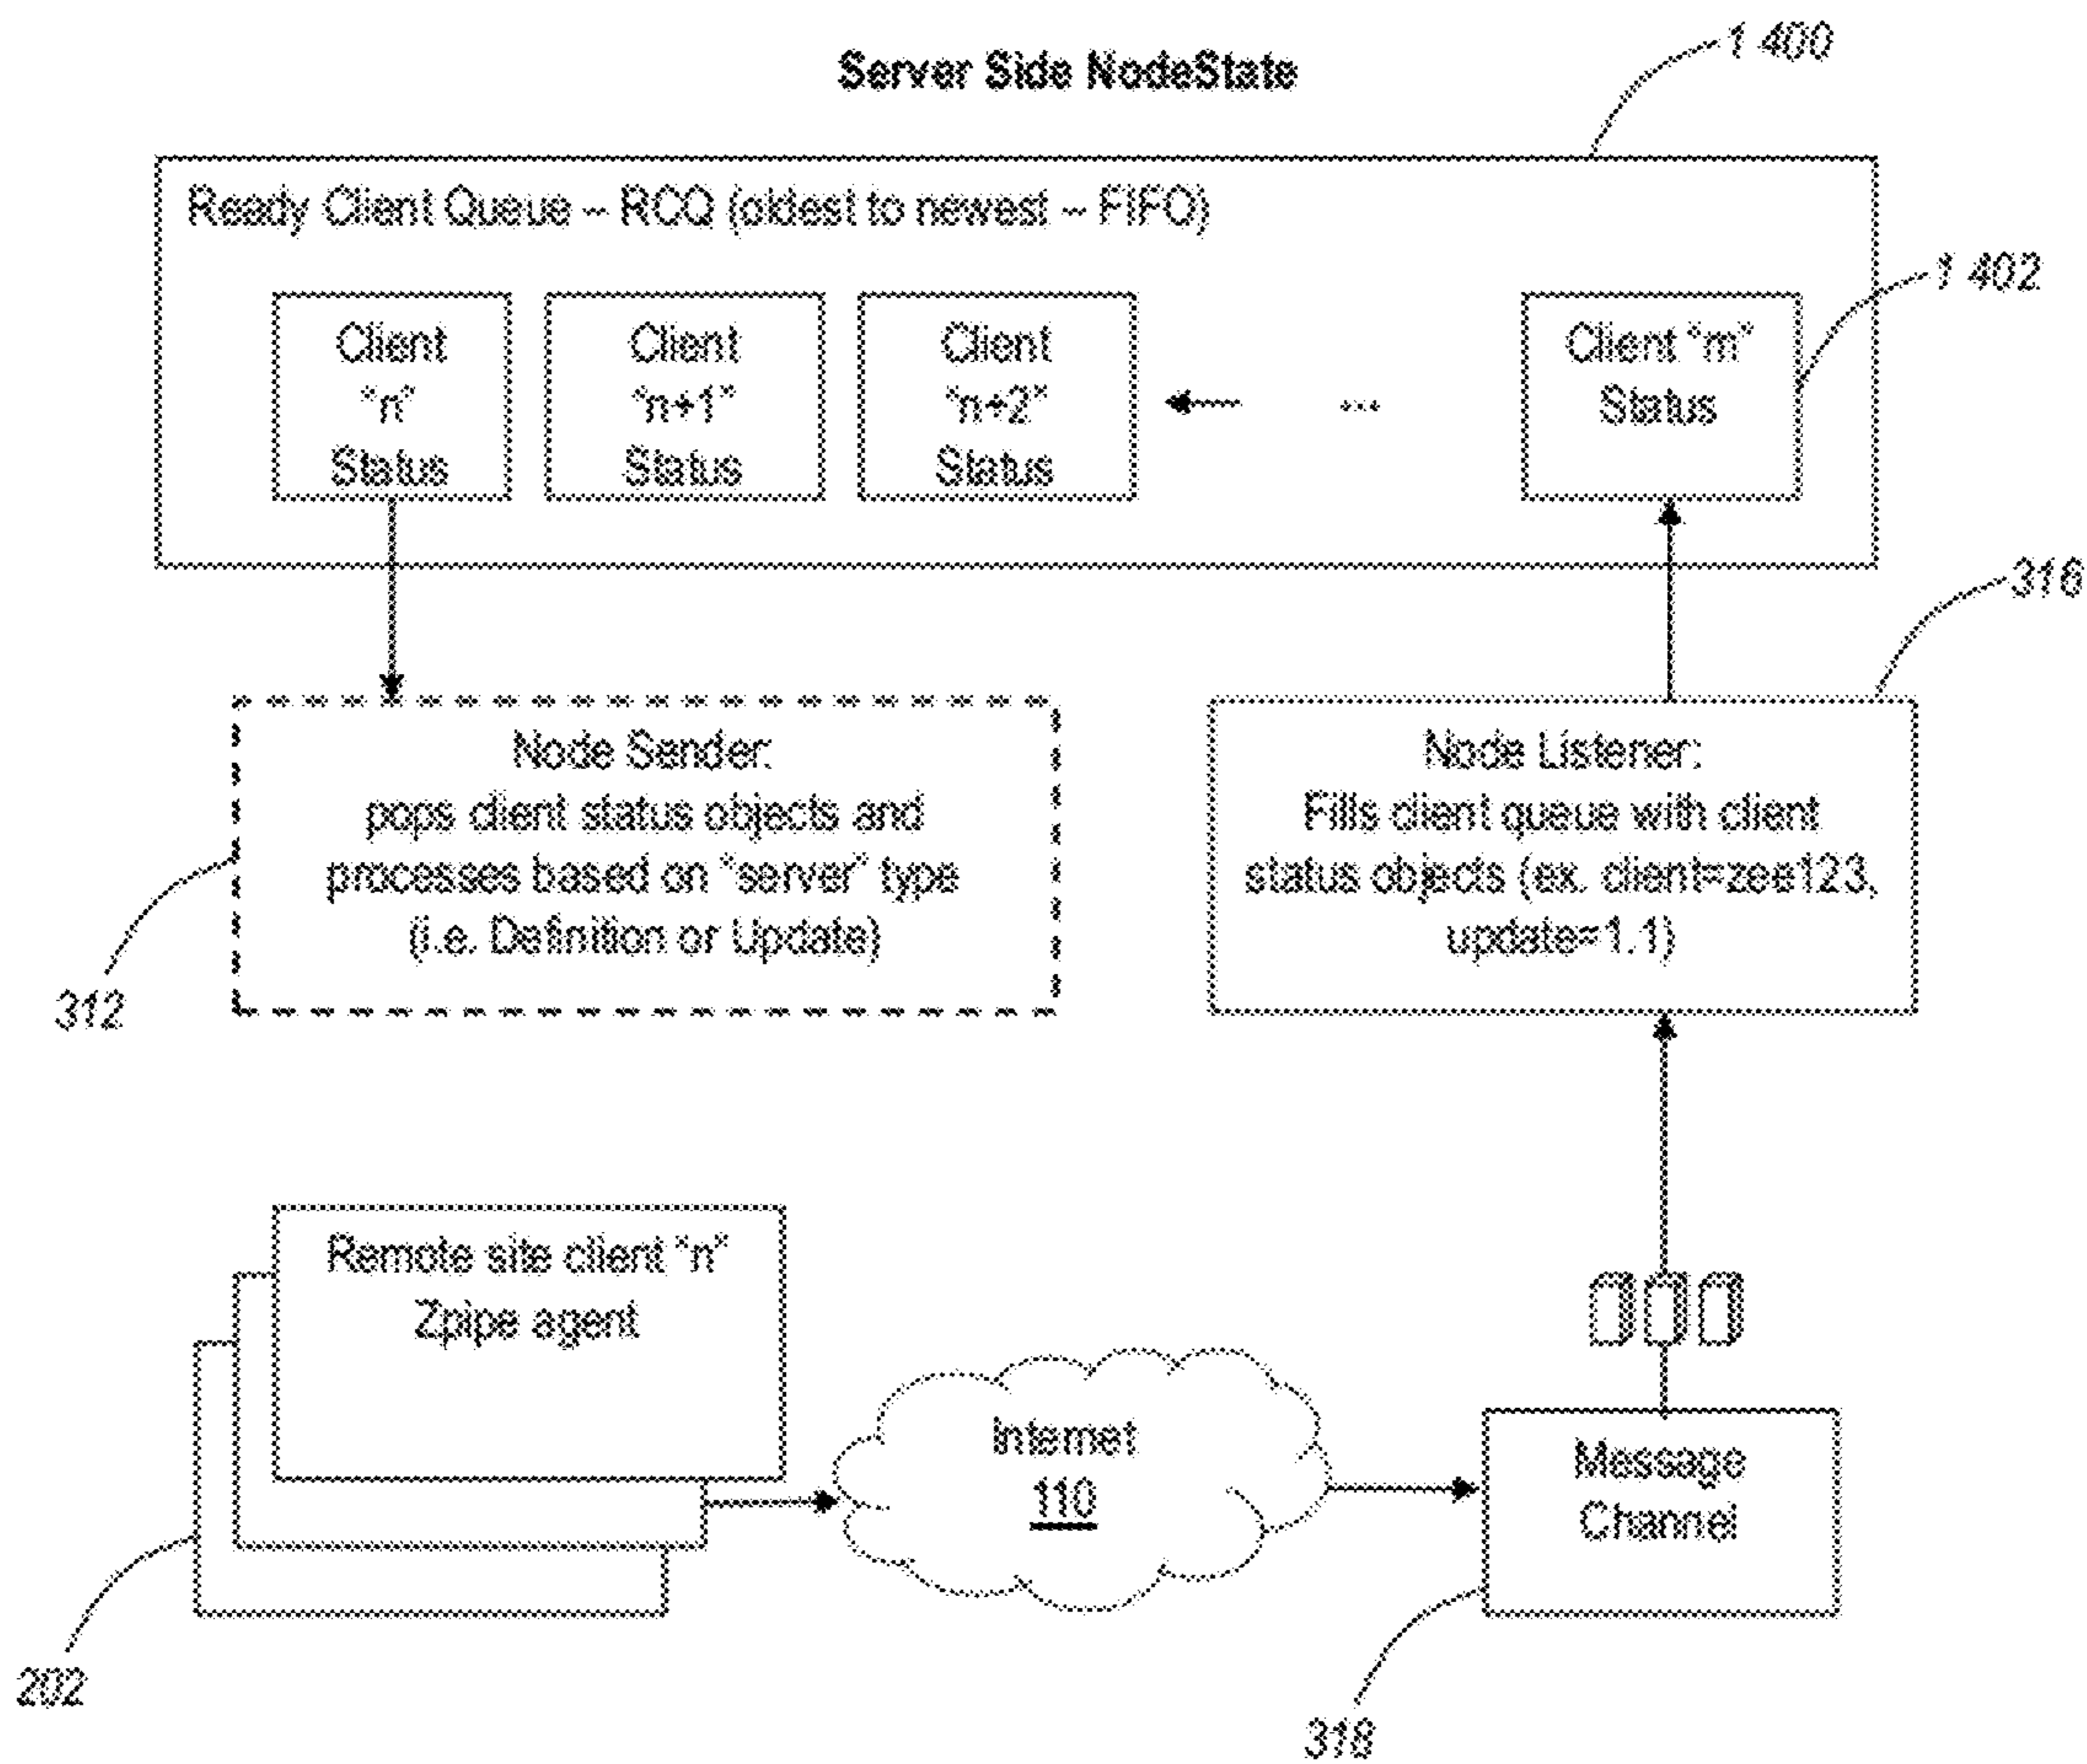 Server Side NodeState
1400
Ready Client Queue – RCQ (oldest to newest – FIFO)
1402
Client
"n"
Status
Client
"n+1"
Status
Client
"n+2"
Status
...
Client "m"
Status
316
Node Sender:
pops client status objects and
processes based on "server" type
(i.e. Definition or Update)
312
Node Listener:
Fills client queue with client
status objects (ex. client=zee123,
update=1.1)
Remote site client "n"
Zpipe agent
202
Internet
110
Message
Channel
318